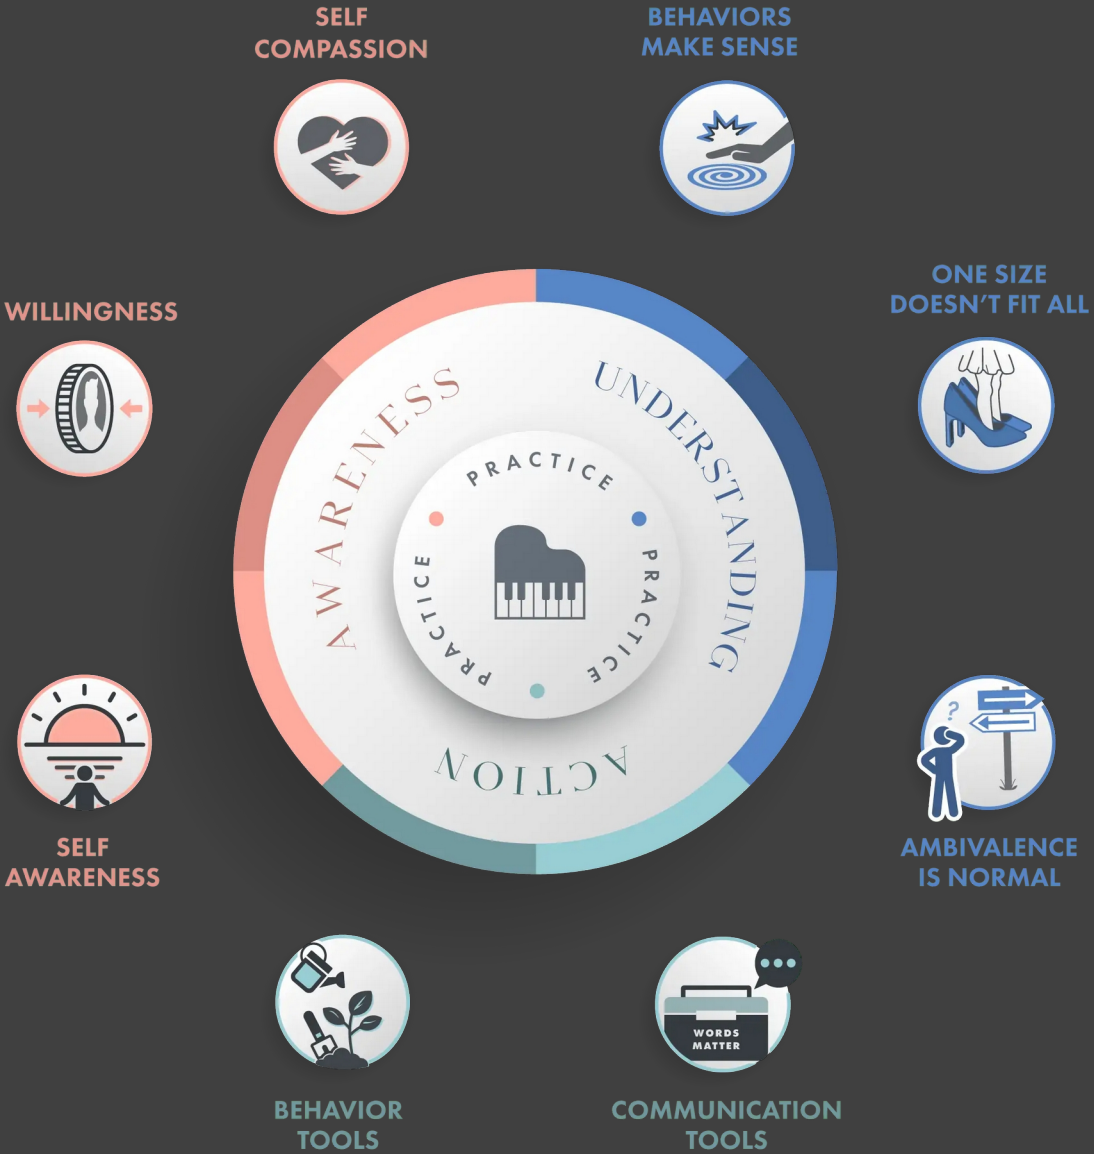 SELF
COMPASSION
BEHAVIORS
MAKE SENSE
WILLINGNESS
ONE SIZE
DOESN'T FIT ALL
AWARENESS
UNDERSTANDING
PRACTICE
PRACTICE
PRACTICE
ACTION
?
SELF
AWARENESS
AMBIVALENCE
IS NORMAL
WORDS
MATTER
BEHAVIOR
TOOLS
COMMUNICATION
TOOLS